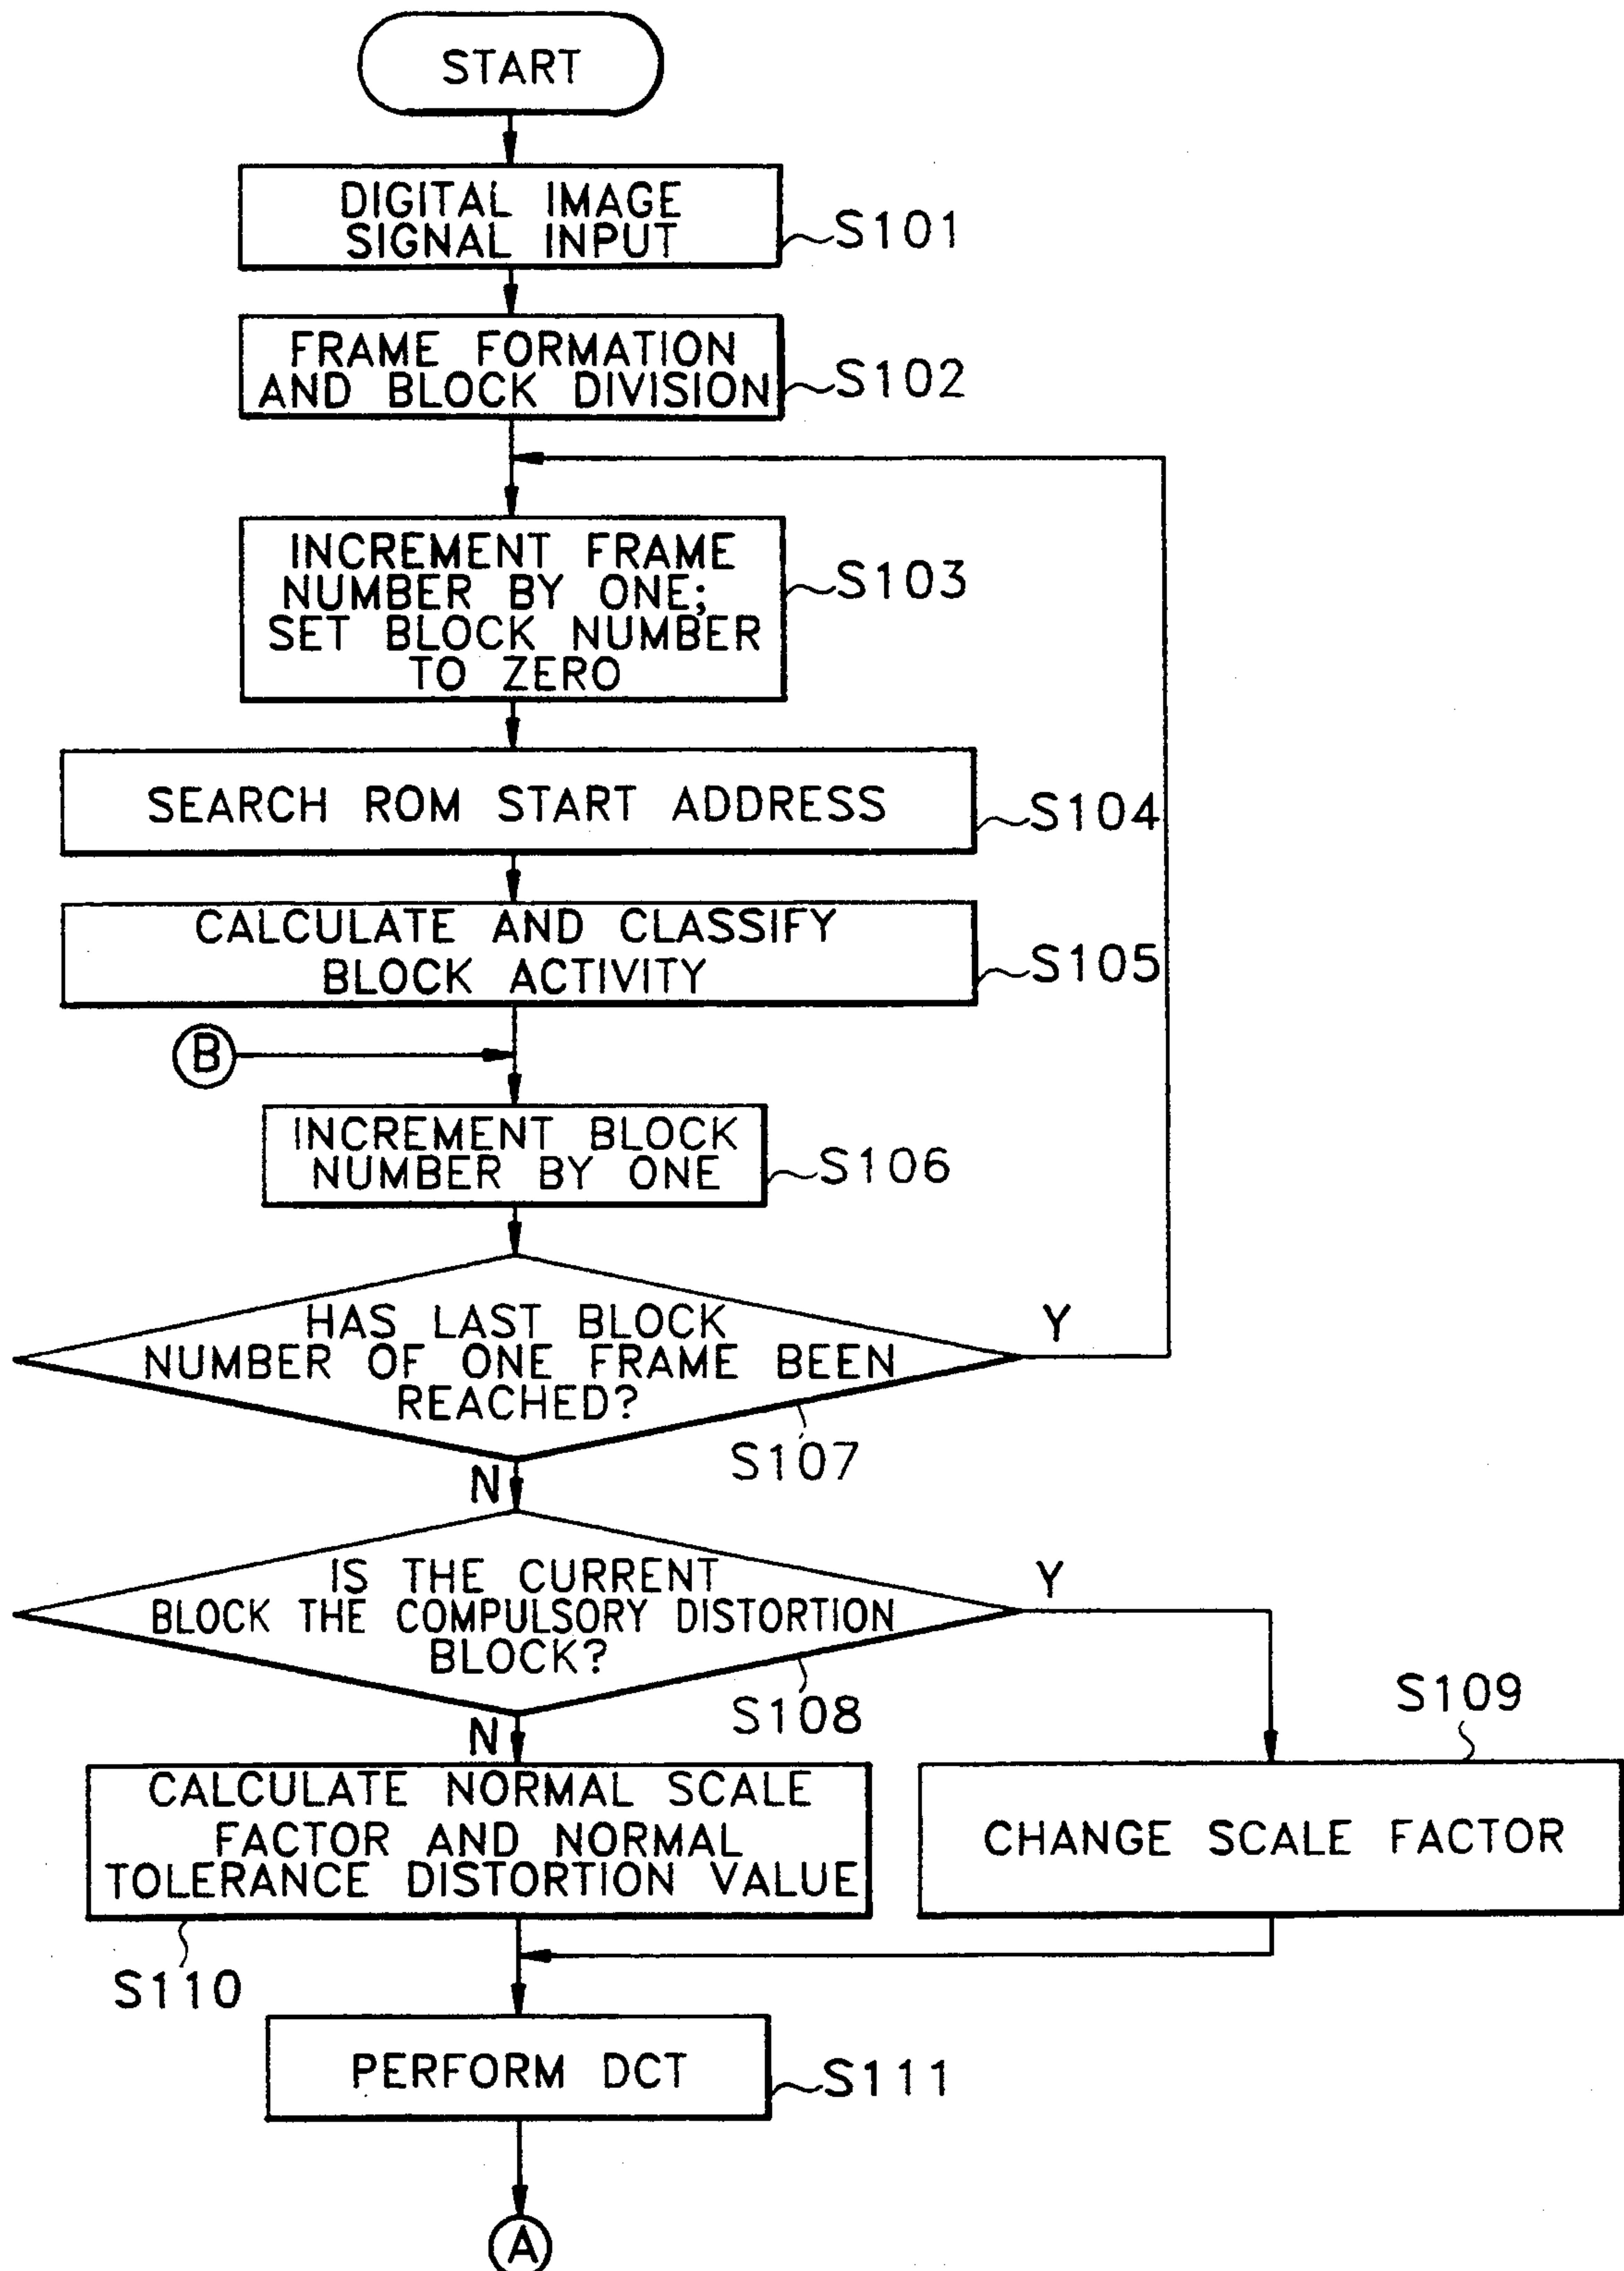 START
DIGITAL IMAGE
SIGNAL INPUT
S101
FRAME FORMATION
AND BLOCK DIVISION
S102
INCREMENT FRAME
NUMBER BY ONE;
SET BLOCK NUMBER
TO ZERO
S103
SEARCH ROM START ADDRESS
S104
CALCULATE AND CLASSIFY
BLOCK ACTIVITY
S105
B
INCREMENT BLOCK
NUMBER BY ONE
S106
HAS LAST BLOCK
NUMBER OF ONE FRAME BEEN
REACHED?
Y
S107
N
IS THE CURRENT
BLOCK THE COMPULSORY DISTORTION
BLOCK?
Y
S108
N
S109
CALCULATE NORMAL SCALE
FACTOR AND NORMAL
TOLERANCE DISTORTION VALUE
CHANGE SCALE FACTOR
S110
PERFORM DCT
S111
A